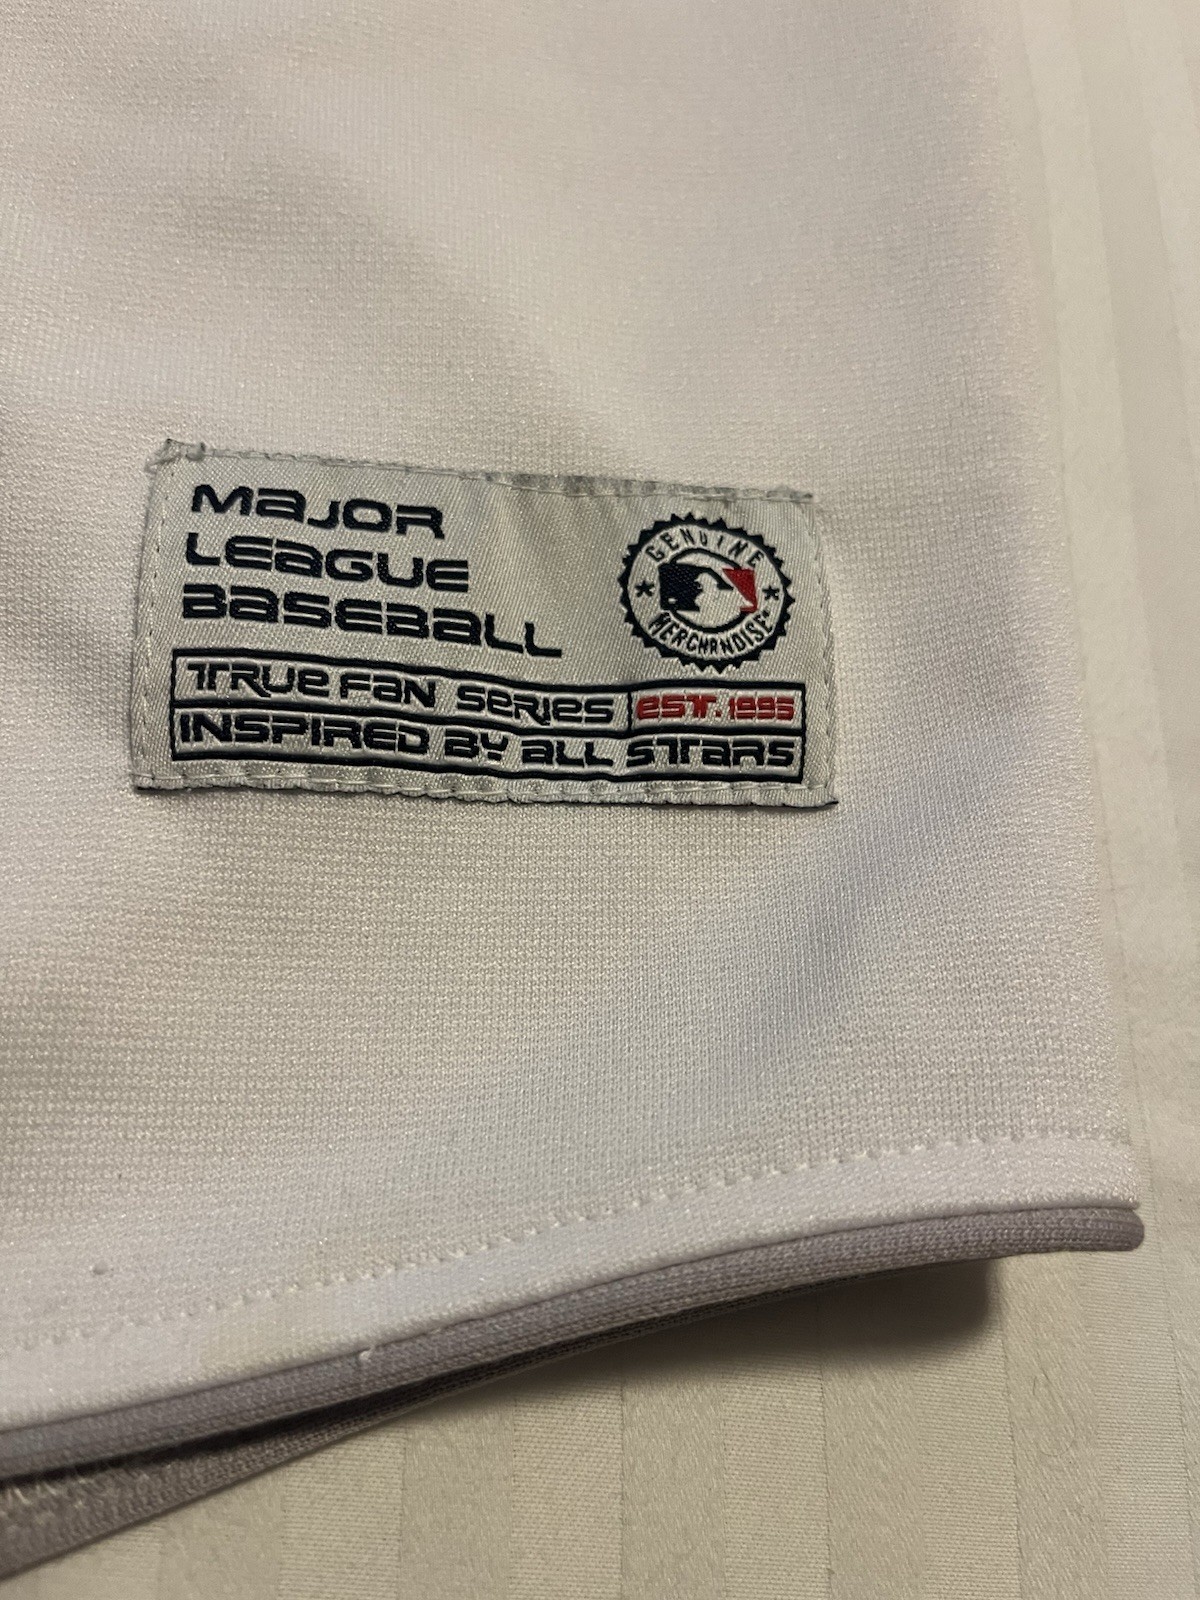 MaJOR
LEaGUE
BaSEBaLL
GENUINE
MERCHANDISE
TRUE FaN SERIES EST. 1995
INSPIRED BY aLL STaRS